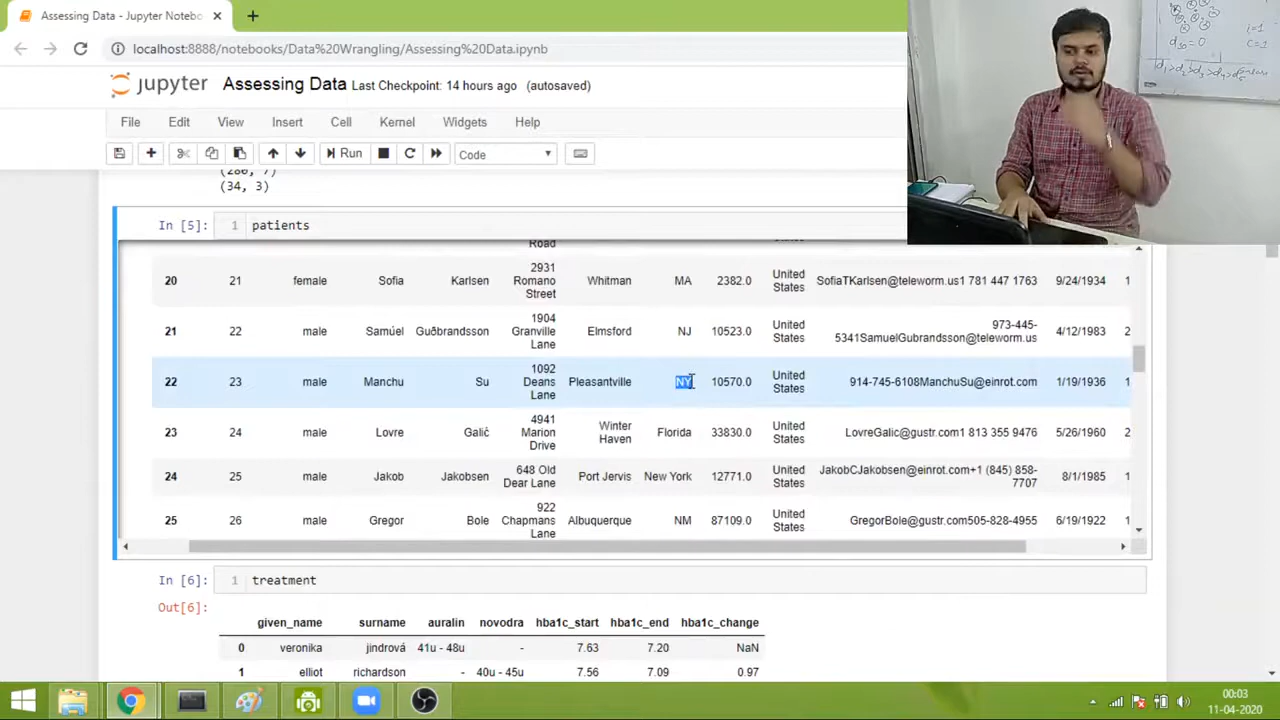 Assessing Data - Jupyter Notebo
localhost:8888/notebooks/Data%20Wrangling/Assessing%20Data.ipynb
jupyter Assessing Data Last Checkpoint: 14 hours ago (autosaved)
File Edit View Insert Cell Kernel Widgets Help
Run Code
(280, 7)
(34, 3)
In [5]: 1 patients
Road
20 21 female Sofia Karlsen 2931 Romano Street Whitman MA 2382.0 United States SofiaTKarlsen@teleworm.us1 781 447 1763 9/24/1934 1
21 22 male Samúel Guðbrandsson 1904 Granville Lane Elmsford NJ 10523.0 United States 973-445-5341SamuelGubrandsson@teleworm.us 4/12/1983 2
22 23 male Manchu Su 1092 Deans Lane Pleasantville NY 10570.0 United States 914-745-6108ManchuSu@einrot.com 1/19/1936 1
23 24 male Lovre Galić 4941 Marion Drive Winter Haven Florida 33830.0 United States LovreGalic@gustr.com1 813 355 9476 5/26/1960 2
24 25 male Jakob Jakobsen 648 Old Dear Lane Port Jervis New York 12771.0 United States JakobCJakobsen@einrot.com+1 (845) 858-7707 8/1/1985 1
25 26 male Gregor Bole 922 Chapmans Lane Albuquerque NM 87109.0 United States GregorBole@gustr.com505-828-4955 6/19/1922 1
In [6]: 1 treatment
Out[6]:
given_name surname auralin novodra hba1c_start hba1c_end hba1c_change
0 veronika jindrová 41u - 48u - 7.63 7.20 NaN
1 elliot richardson - 40u - 45u 7.56 7.09 0.97
00:03
11-04-2020